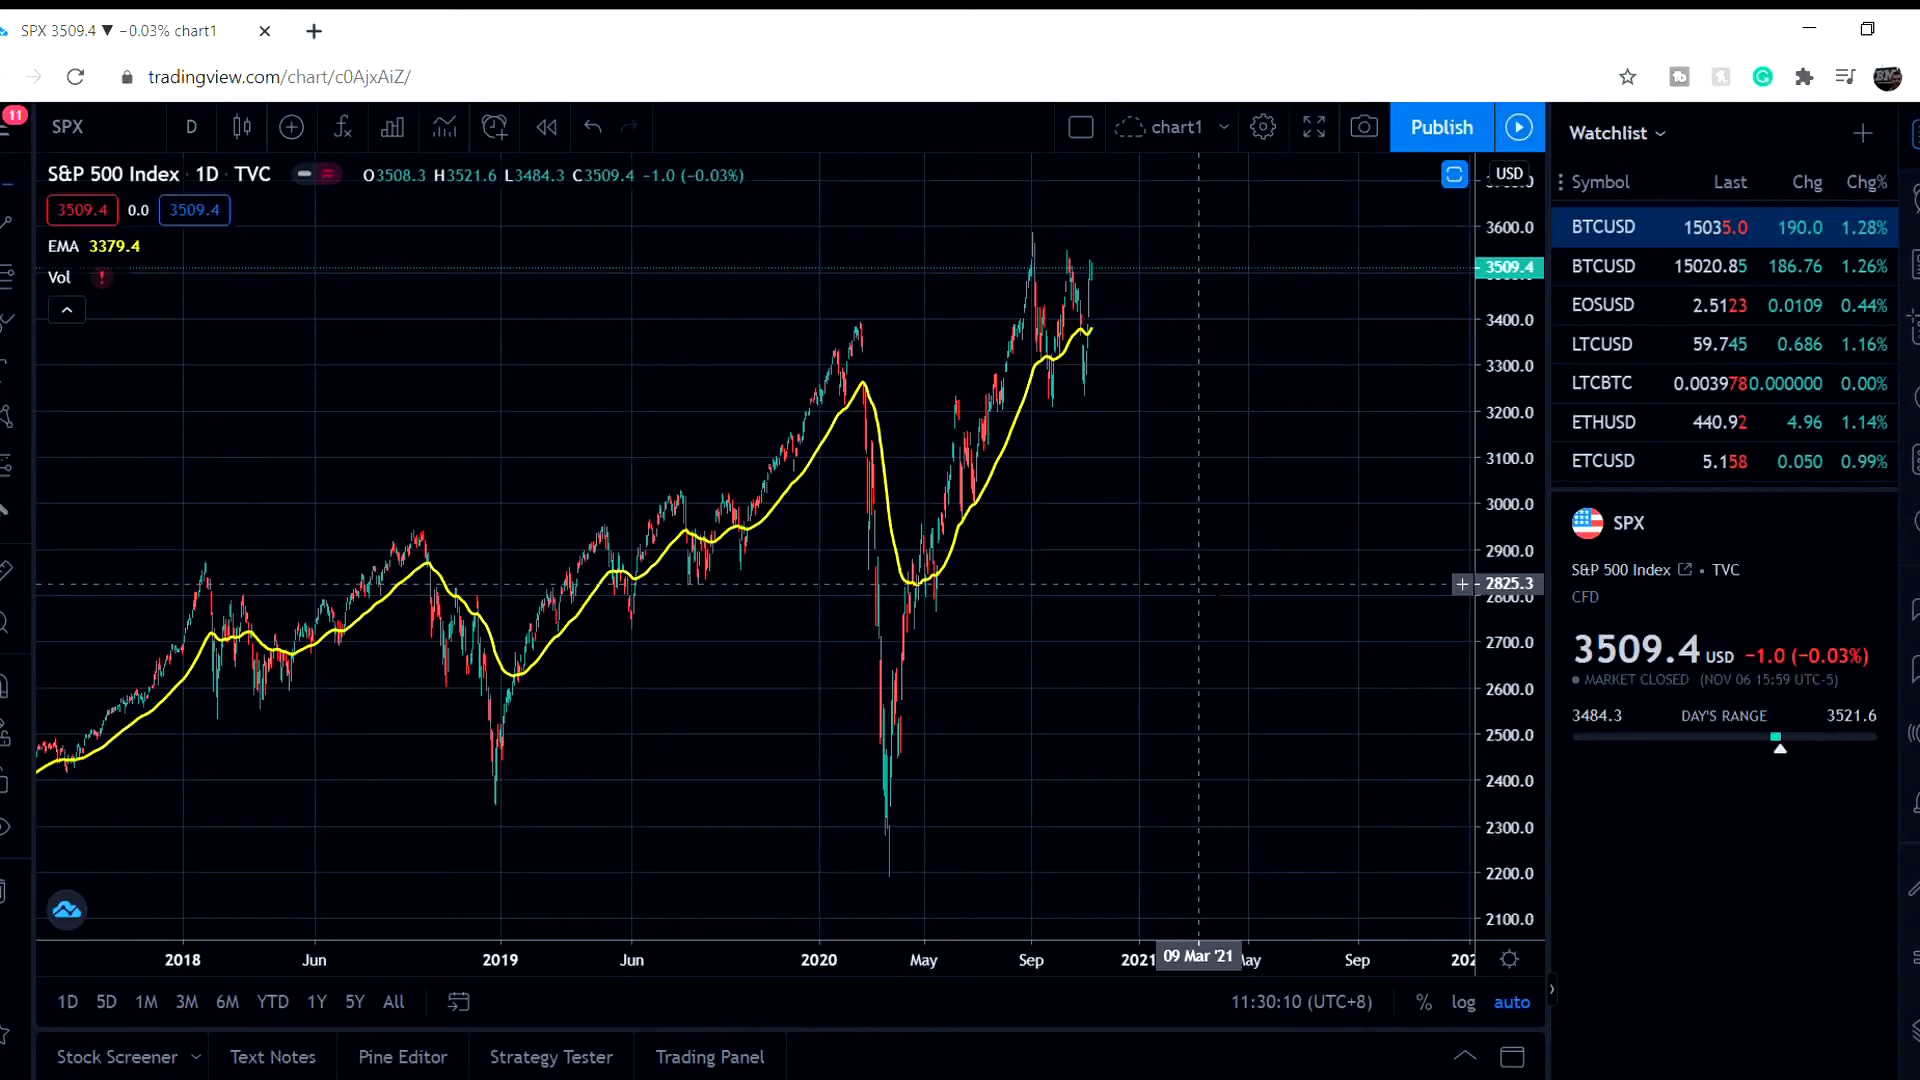 SPX 3509.4 ▼ −0.03% chart1
tradingview.com/chart/c0AjxAiZ/
11
SPX D chart1 Publish
S&P 500 Index · 1D · TVC O3508.3 H3521.6 L3484.3 C3509.4 −1.0 (−0.03%)
3509.4 0.0 3509.4
EMA 3379.4
Vol !
USD
3600.0
3509.4
3400.0
3300.0
3200.0
3100.0
3000.0
2900.0
2825.3
2800.0
2700.0
2600.0
2500.0
2400.0
2300.0
2200.0
2100.0
2018 Jun 2019 Jun 2020 May Sep 2021 09 Mar '21 Sep
1D 5D 1M 3M 6M YTD 1Y 5Y All 11:30:10 (UTC+8) % log auto
Stock Screener Text Notes Pine Editor Strategy Tester Trading Panel
Watchlist
Symbol Last Chg Chg%
BTCUSD 15035.0 190.0 1.28%
BTCUSD 15020.85 186.76 1.26%
EOSUSD 2.5123 0.0109 0.44%
LTCUSD 59.745 0.686 1.16%
LTCBTC 0.003978 0.000000 0.00%
ETHUSD 440.92 4.96 1.14%
ETCUSD 5.158 0.050 0.99%
SPX
S&P 500 Index • TVC
CFD
3509.4 USD −1.0 (−0.03%)
MARKET CLOSED (NOV 06 15:59 UTC-5)
3484.3 DAY'S RANGE 3521.6